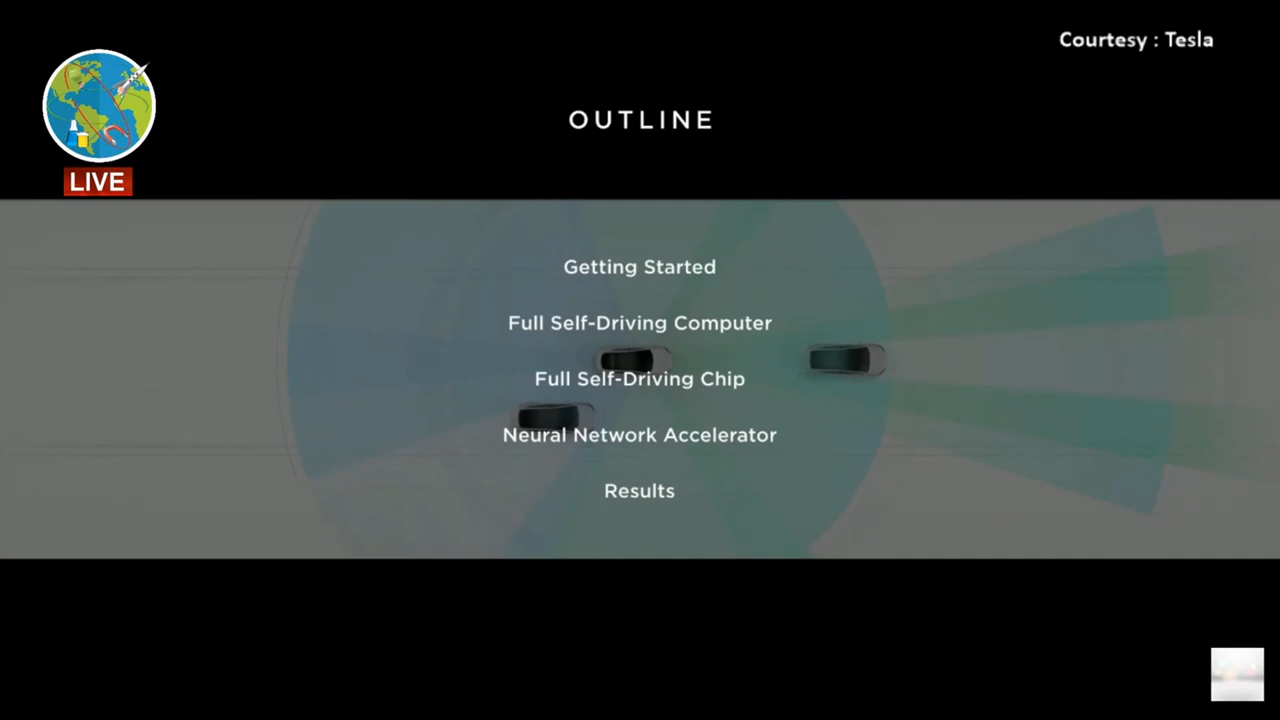 Courtesy : Tesla
OUTLINE
LIVE
Getting Started
Full Self-Driving Computer
Full Self-Driving Chip
Neural Network Accelerator
Results